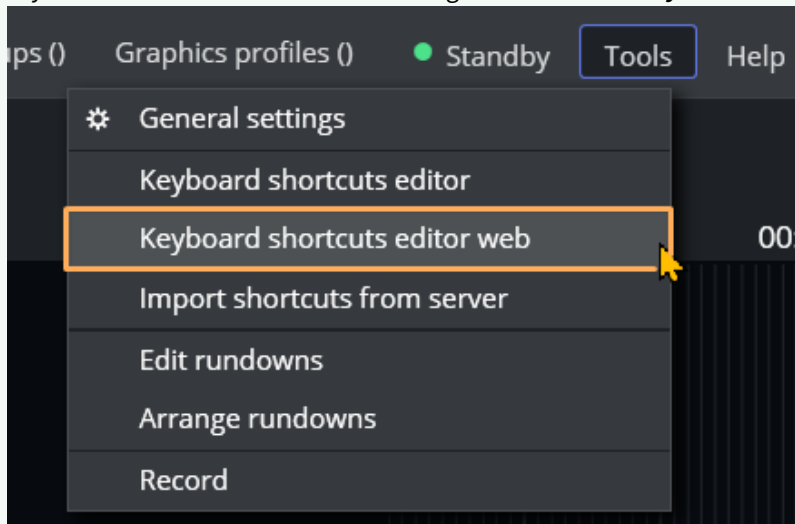 ups () Graphics profiles () Standby Tools Help
General settings
Keyboard shortcuts editor
Keyboard shortcuts editor web
00:
Import shortcuts from server
Edit rundowns
Arrange rundowns
Record